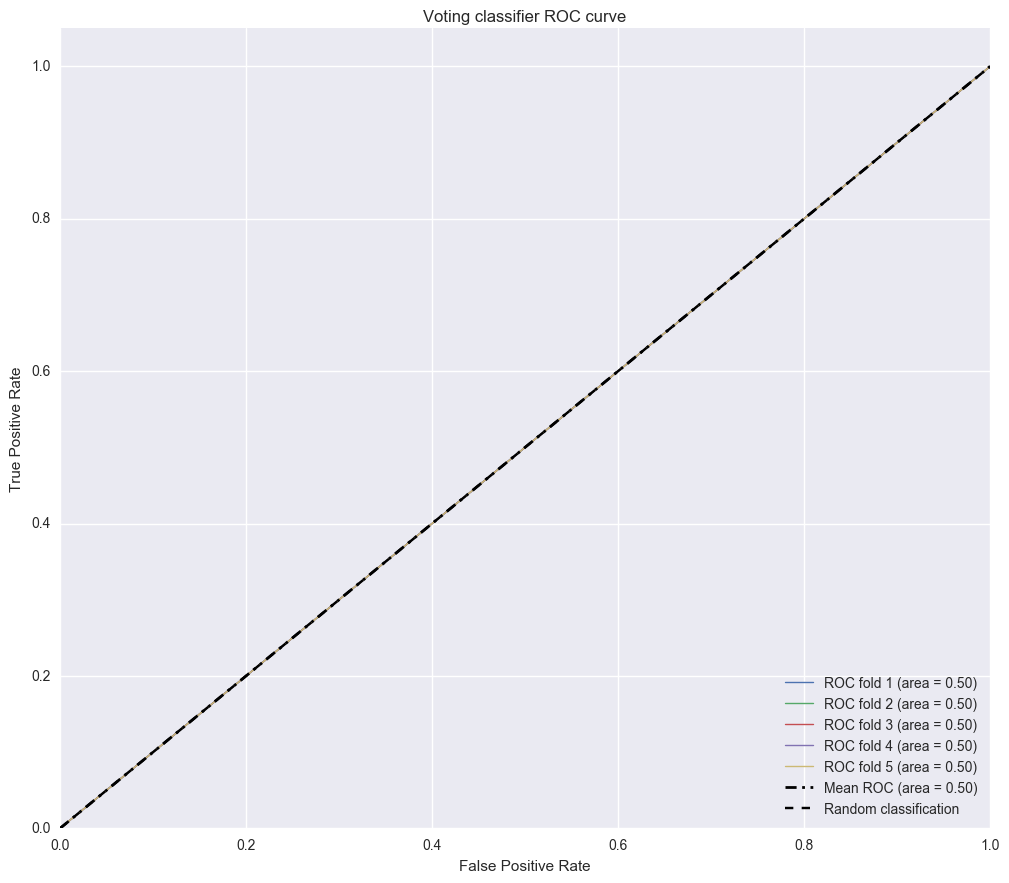 Voting classifier ROC curve
1.0
0.8
0.6
0.4
0.2
0.0
True Positive Rate
ROC fold 1 (area = 0.50)
ROC fold 2 (area = 0.50)
ROC fold 3 (area = 0.50)
ROC fold 4 (area = 0.50)
ROC fold 5 (area = 0.50)
Mean ROC (area = 0.50)
Random classification
0.0 0.2 0.4 0.6 0.8 1.0
False Positive Rate